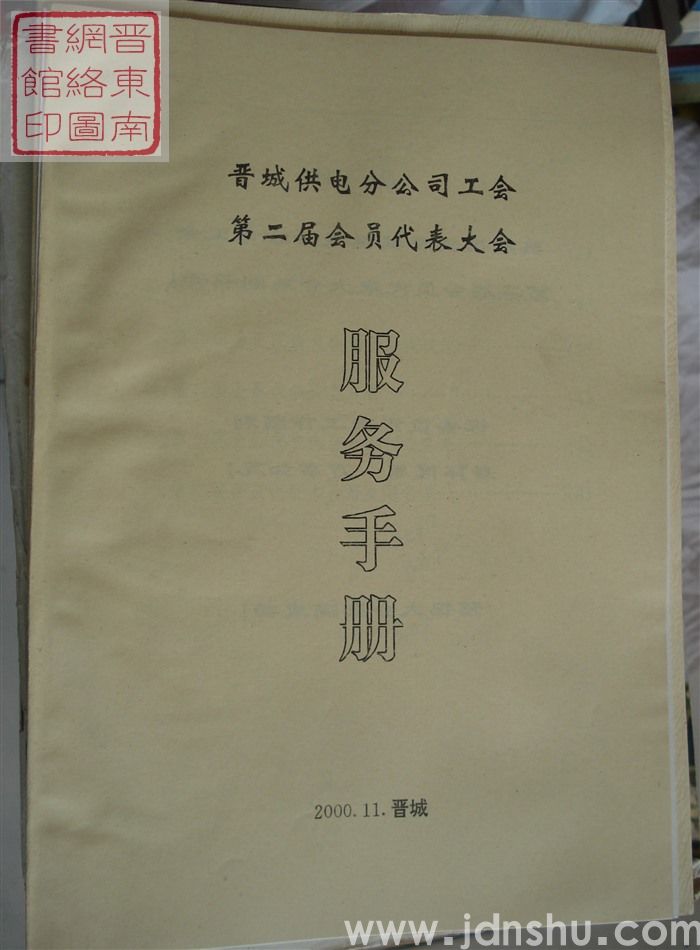 晋東南
網絡圖
書館印
晋城供电分公司工会
第二届会员代表大会
服
务
手
册
2000.11.晋城
www.jdnshu.com